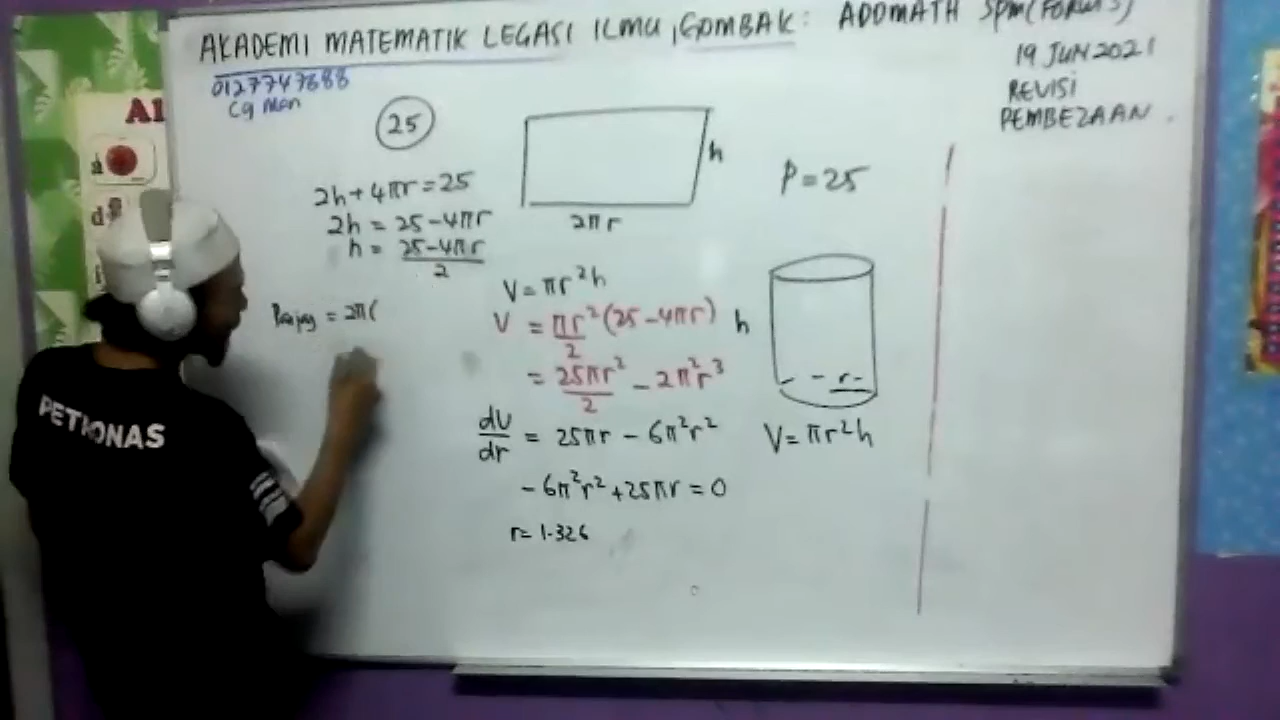 AKADEMI MATEMATIK LEGASI ILMU, GOMBAK: ADDMATH SPM (FORM 5)
0127747688
Cg Man
19 JUN 2021
REVISI
PEMBEZAAN.
A1
a
d
25
2h + 4πr = 25
2h = 25 - 4πr
h = 25 - 4πr / 2
h
2πr
P = 25
V = πr²h
V = πr²/2 (25 - 4πr)
= 25πr²/2 - 2π²r³
dV/dr = 25πr - 6π²r²
-6π²r² + 25πr = 0
r = 1.326
h
r
V = πr²h
= 2π(
PETRONAS